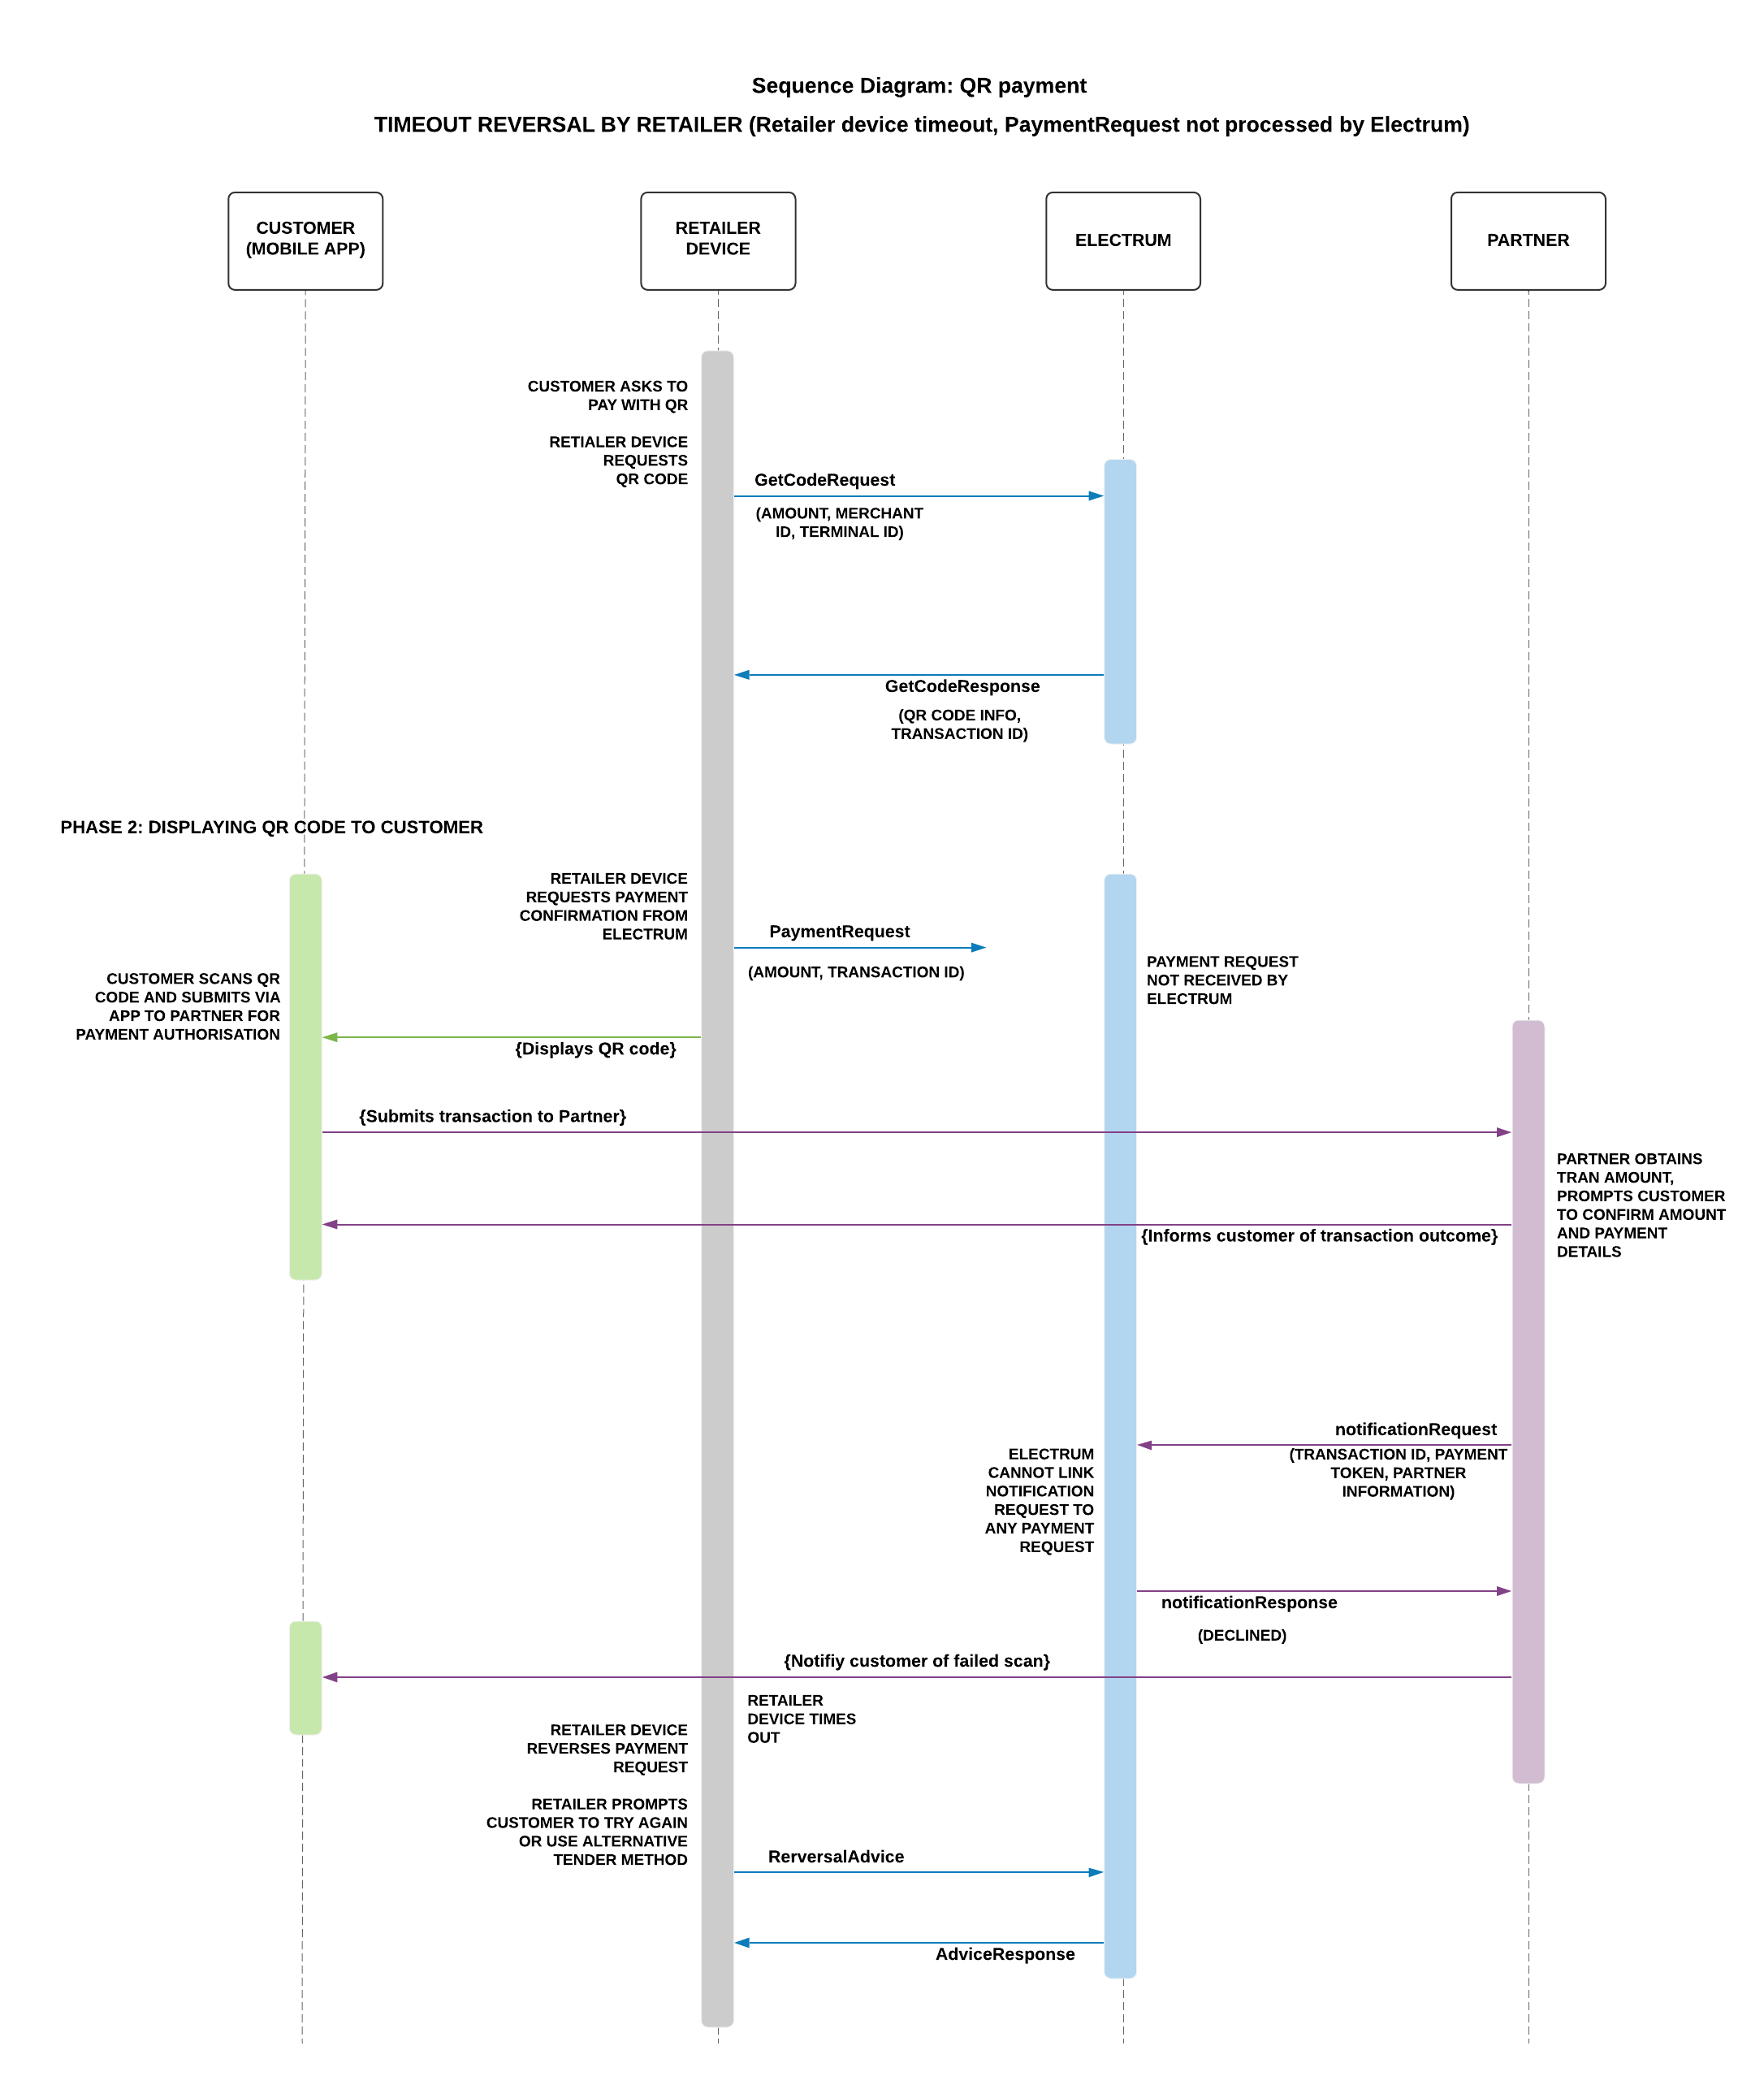 Sequence Diagram: QR payment
TIMEOUT REVERSAL BY RETAILER (Retailer device timeout, PaymentRequest not processed by Electrum)
CUSTOMER
(MOBILE APP)
RETAILER
DEVICE
ELECTRUM
PARTNER
CUSTOMER ASKS TO
PAY WITH QR
RETIALER DEVICE
REQUESTS
QR CODE
GetCodeRequest
(AMOUNT, MERCHANT
ID, TERMINAL ID)
GetCodeResponse
(QR CODE INFO,
TRANSACTION ID)
PHASE 2: DISPLAYING QR CODE TO CUSTOMER
RETAILER DEVICE
REQUESTS PAYMENT
CONFIRMATION FROM
ELECTRUM
PaymentRequest
(AMOUNT, TRANSACTION ID)
PAYMENT REQUEST
NOT RECEIVED BY
ELECTRUM
CUSTOMER SCANS QR
CODE AND SUBMITS VIA
APP TO PARTNER FOR
PAYMENT AUTHORISATION
{Displays QR code}
{Submits transaction to Partner}
PARTNER OBTAINS
TRAN AMOUNT,
PROMPTS CUSTOMER
TO CONFIRM AMOUNT
AND PAYMENT
DETAILS
{Informs customer of transaction outcome}
notificationRequest
(TRANSACTION ID, PAYMENT
TOKEN, PARTNER
INFORMATION)
ELECTRUM
CANNOT LINK
NOTIFICATION
REQUEST TO
ANY PAYMENT
REQUEST
notificationResponse
(DECLINED)
{Notifiy customer of failed scan}
RETAILER
DEVICE TIMES
OUT
RETAILER DEVICE
REVERSES PAYMENT
REQUEST
RETAILER PROMPTS
CUSTOMER TO TRY AGAIN
OR USE ALTERNATIVE
TENDER METHOD
RerversalAdvice
AdviceResponse